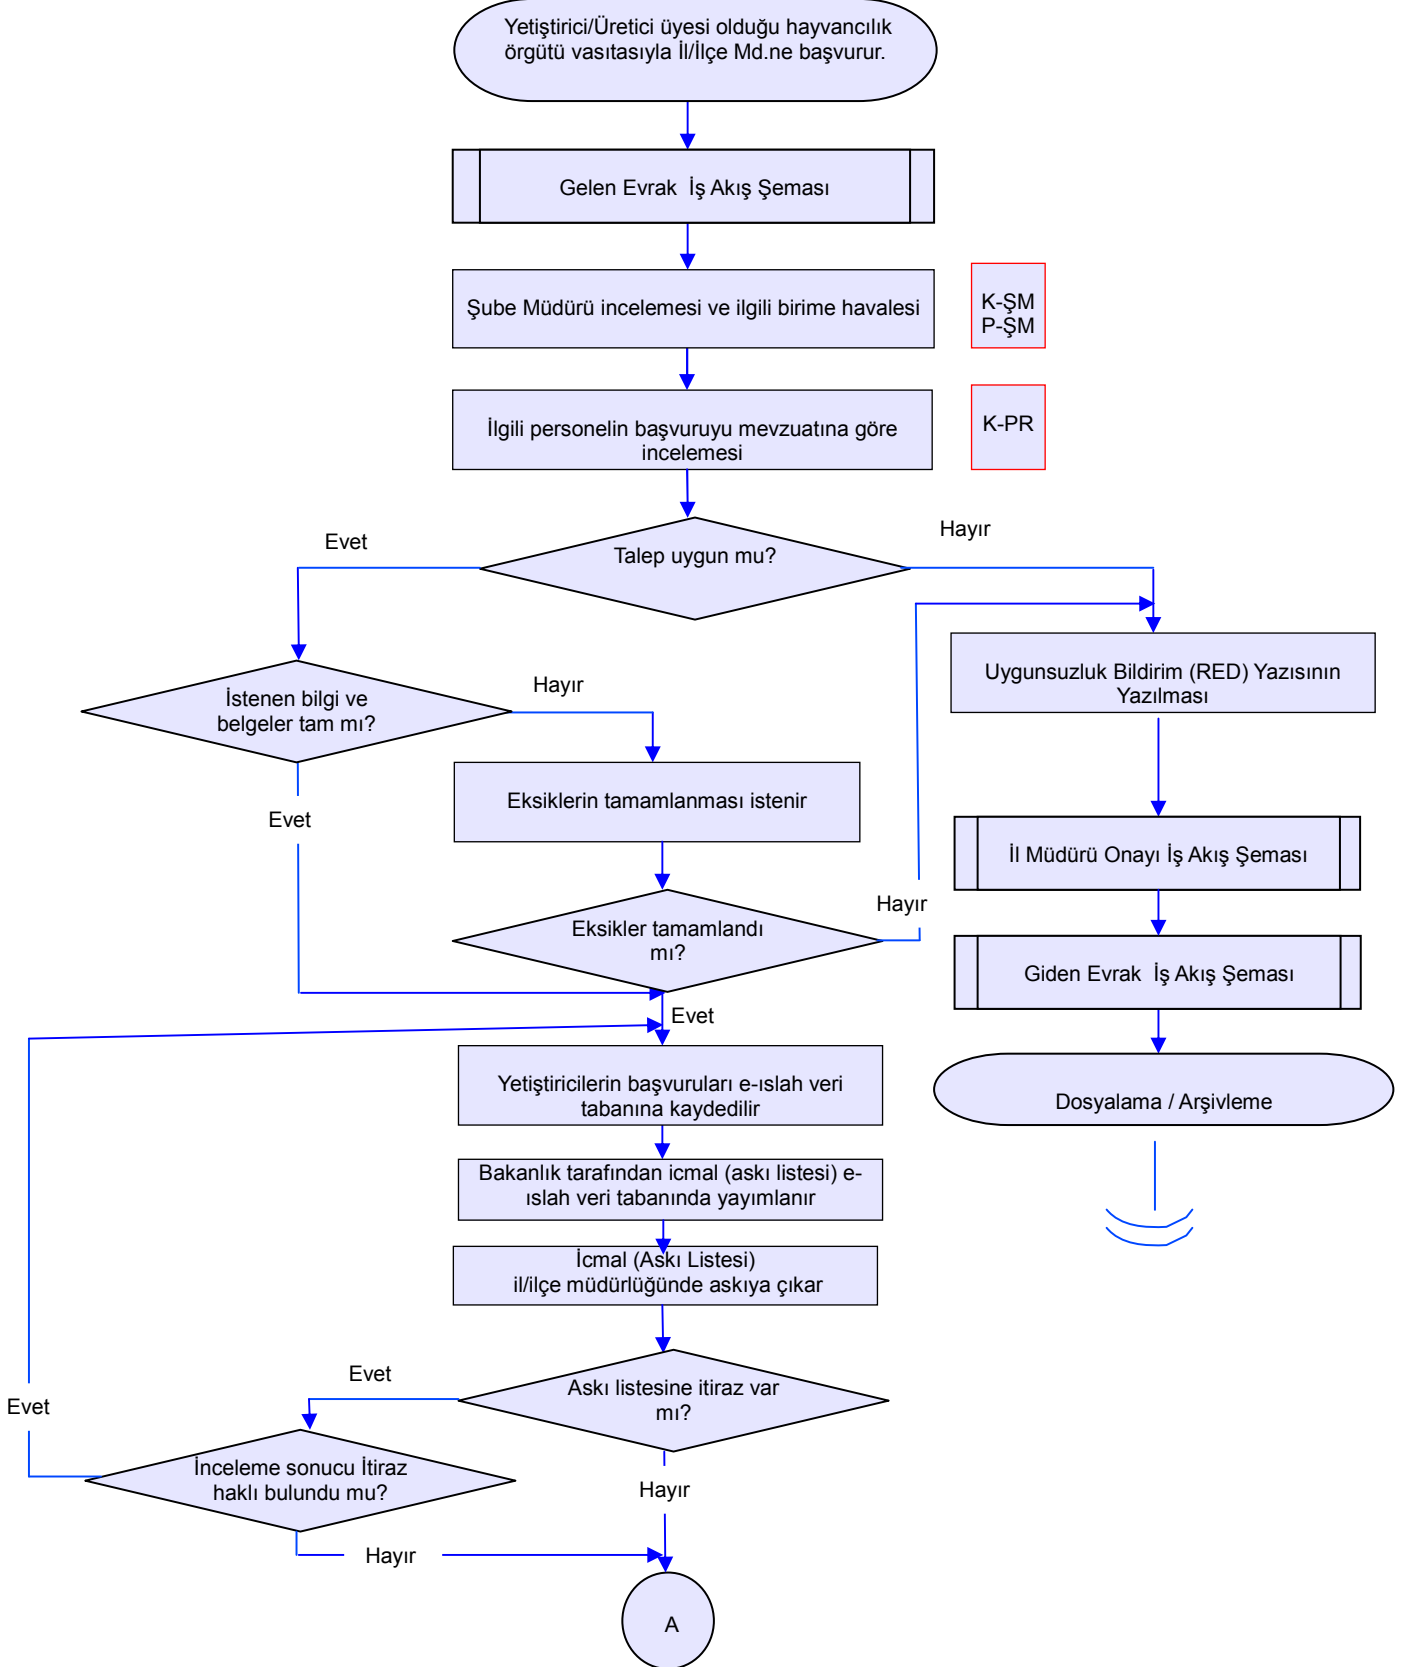 Yetiştirici/Üretici üyesi olduğu hayvancılık
örgütü vasıtasıyla İl/İlçe Md.ne başvurur.
Gelen Evrak  İş Akış Şeması
Şube Müdürü incelemesi ve ilgili birime havalesi
K-ŞM
P-ŞM
İlgili personelin başvuruyu mevzuatına göre
incelemesi
K-PR
Talep uygun mu?
Evet
Hayır
Uygunsuzluk Bildirim (RED) Yazısının
Yazılması
İstenen bilgi ve
belgeler tam mı?
Hayır
Evet
Eksiklerin tamamlanması istenir
İl Müdürü Onayı İş Akış Şeması
Hayır
Eksikler tamamlandı
mı?
Giden Evrak  İş Akış Şeması
Evet
Yetiştiricilerin başvuruları e-ıslah veri
tabanına kaydedilir
Dosyalama / Arşivleme
Bakanlık tarafından icmal (askı listesi) e-
ıslah veri tabanında yayımlanır
İcmal (Askı Listesi)
il/ilçe müdürlüğünde askıya çıkar
Evet
Askı listesine itiraz var
mı?
Evet
İnceleme sonucu İtiraz
haklı bulundu mu?
Hayır
Hayır
A